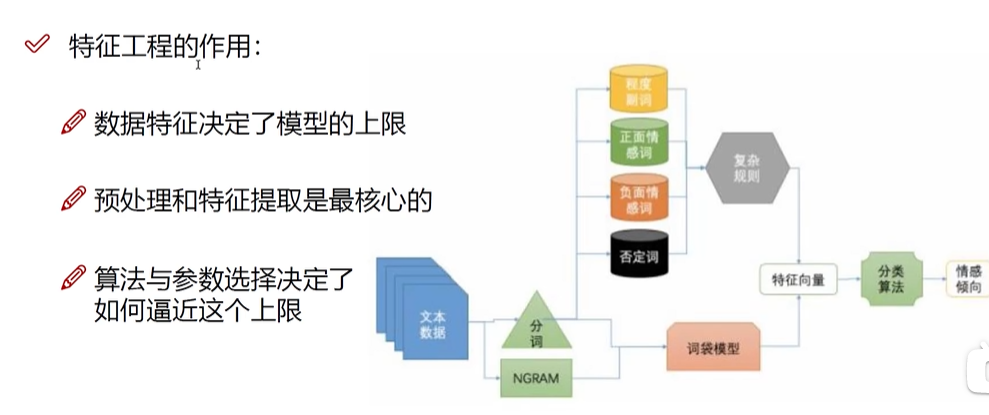 特征工程的作用：
数据特征决定了模型的上限
预处理和特征提取是最核心的
算法与参数选择决定了
如何逼近这个上限
程度
副词
正面情
感词
负面情
感词
否定词
复杂
规则
文本
数据
分
词
NGRAM
词袋模型
特征向量
分类
算法
情感
倾向